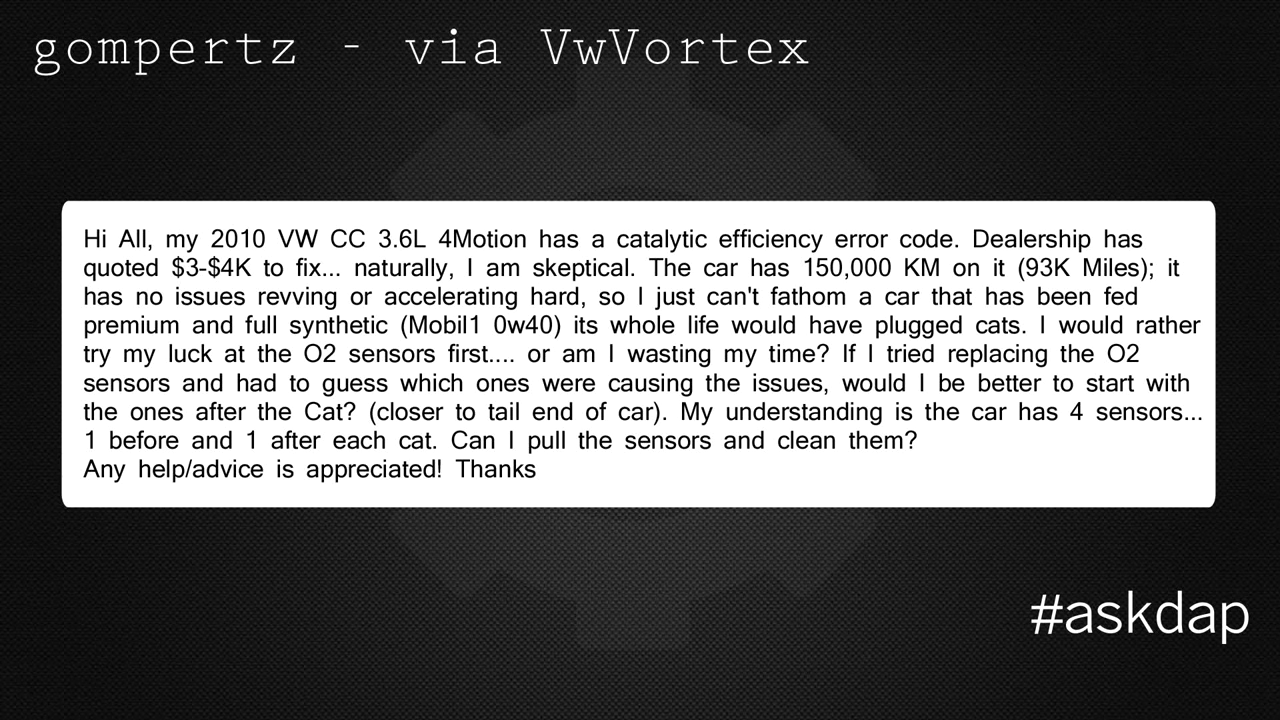 gompertz - via VwVortex
Hi All, my 2010 VW CC 3.6L 4Motion has a catalytic efficiency error code. Dealership has
quoted $3-$4K to fix... naturally, I am skeptical. The car has 150,000 KM on it (93K Miles); it
has no issues revving or accelerating hard, so I just can't fathom a car that has been fed
premium and full synthetic (Mobil1 0w40) its whole life would have plugged cats. I would rather
try my luck at the O2 sensors first.... or am I wasting my time? If I tried replacing the O2
sensors and had to guess which ones were causing the issues, would I be better to start with
the ones after the Cat? (closer to tail end of car). My understanding is the car has 4 sensors...
1 before and 1 after each cat. Can I pull the sensors and clean them?
Any help/advice is appreciated! Thanks
#askdap